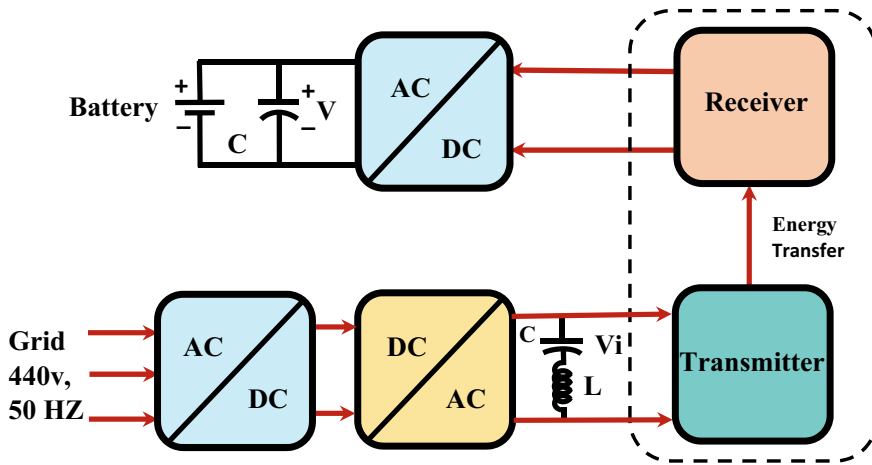 Battery
+
−
C
+
V
−
AC
DC
Receiver
Energy
Transfer
Grid
440v,
50 HZ
AC
DC
DC
AC
C
Vi
L
Transmitter